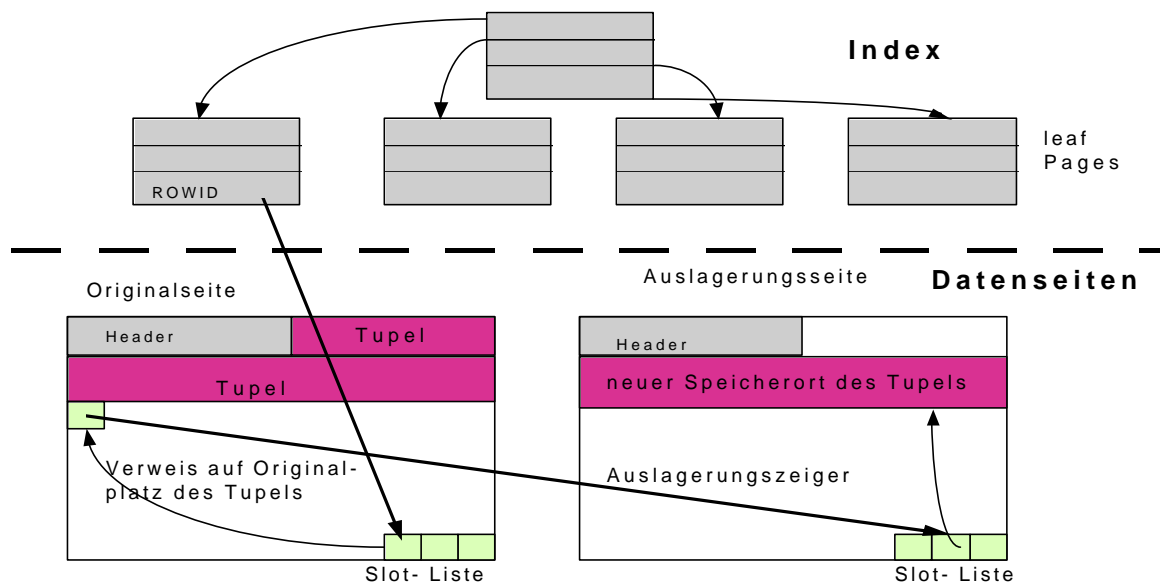 Index
leaf
Pages
ROWID
Auslagerungsseite
Datenseiten
Originalseite
Header
Tupel
Header
Tupel
neuer Speicherort des Tupels
Verweis auf Original-
platz des Tupels
Auslagerungszeiger
Slot- Liste
Slot- Liste